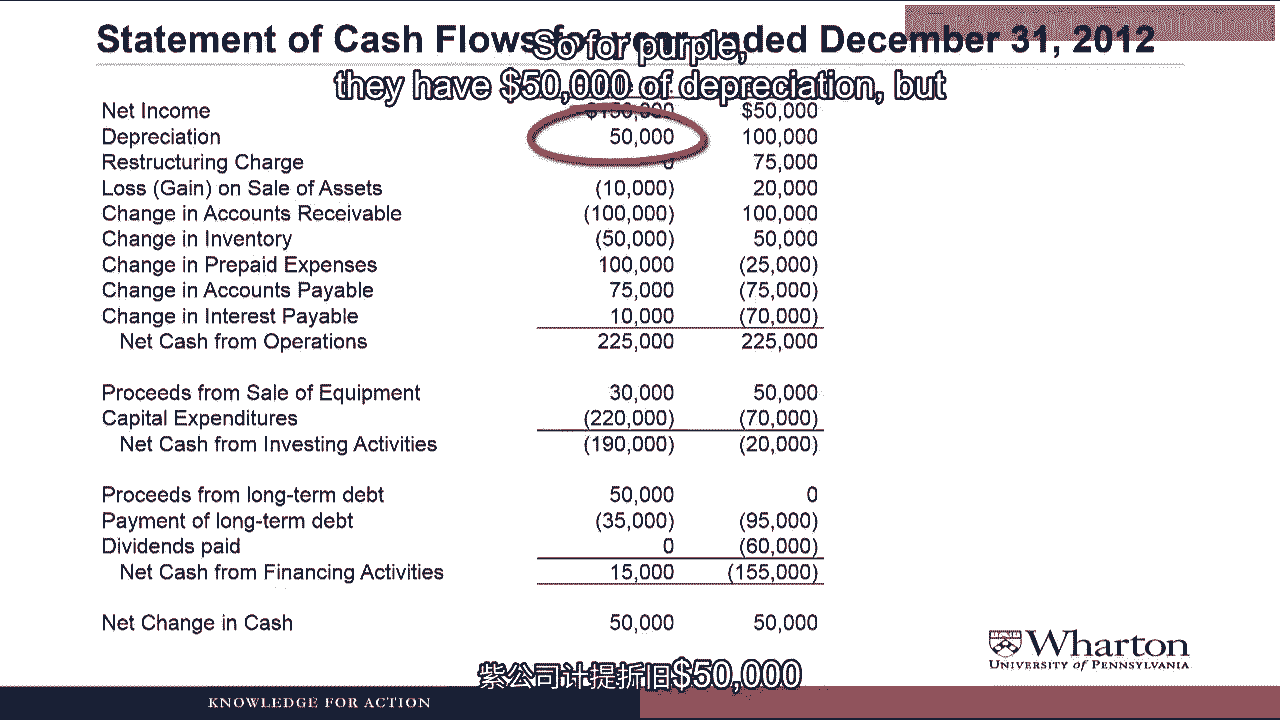 Statement of Cash Flows for year ended December 31, 2012
So for purple,
they have $50,000 of depreciation, but
Net Income $150,000 $50,000
Depreciation 50,000 100,000
Restructuring Charge 0 75,000
Loss (Gain) on Sale of Assets (10,000) 20,000
Change in Accounts Receivable (100,000) 100,000
Change in Inventory (50,000) 50,000
Change in Prepaid Expenses 100,000 (25,000)
Change in Accounts Payable 75,000 (75,000)
Change in Interest Payable 10,000 (70,000)
Net Cash from Operations 225,000 225,000
Proceeds from Sale of Equipment 30,000 50,000
Capital Expenditures (220,000) (70,000)
Net Cash from Investing Activities (190,000) (20,000)
Proceeds from long-term debt 50,000 0
Payment of long-term debt (35,000) (95,000)
Dividends paid 0 (60,000)
Net Cash from Financing Activities 15,000 (155,000)
Net Change in Cash 50,000 50,000
Wharton
UNIVERSITY of PENNSYLVANIA
紫公司计提折旧$50,000
KNOWLEDGE FOR ACTION